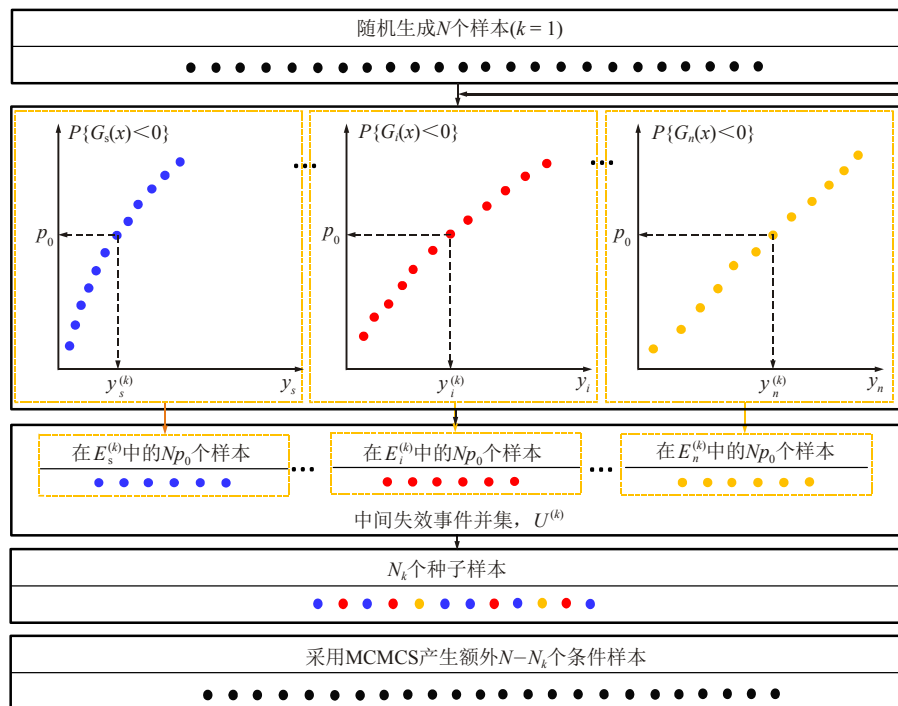 随机生成N个样本(k = 1)
P{Gs(x)<0}
P{Gi(x)<0}
P{Gn(x)<0}
p0
p0
p0
ys(k)
ys
yi(k)
yi
yn(k)
yn
在Es(k)中的Np0个样本
在Ei(k)中的Np0个样本
在En(k)中的Np0个样本
中间失效事件并集，U(k)
Nk个种子样本
采用MCMCS产生额外N−Nk个条件样本